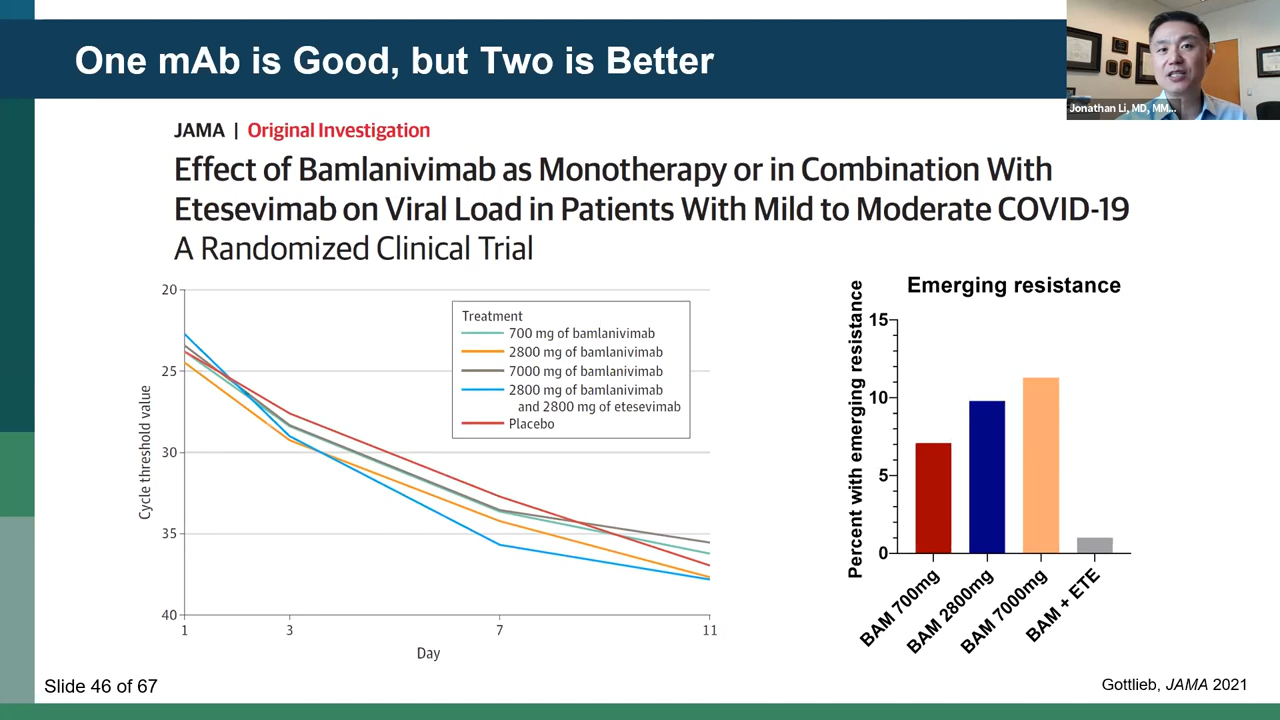 One mAb is Good, but Two is Better
Jonathan Li, MD, MM...
JAMA | Original Investigation
Effect of Bamlanivimab as Monotherapy or in Combination With
Etesevimab on Viral Load in Patients With Mild to Moderate COVID-19
A Randomized Clinical Trial
Cycle threshold value
20
25
30
35
40
1
3
7
11
Day
Treatment
700 mg of bamlanivimab
2800 mg of bamlanivimab
7000 mg of bamlanivimab
2800 mg of bamlanivimab
and 2800 mg of etesevimab
Placebo
Emerging resistance
Percent with emerging resistance
15
10
5
0
BAM 700mg
BAM 2800mg
BAM 7000mg
BAM + ETE
Slide 46 of 67
Gottlieb, JAMA 2021